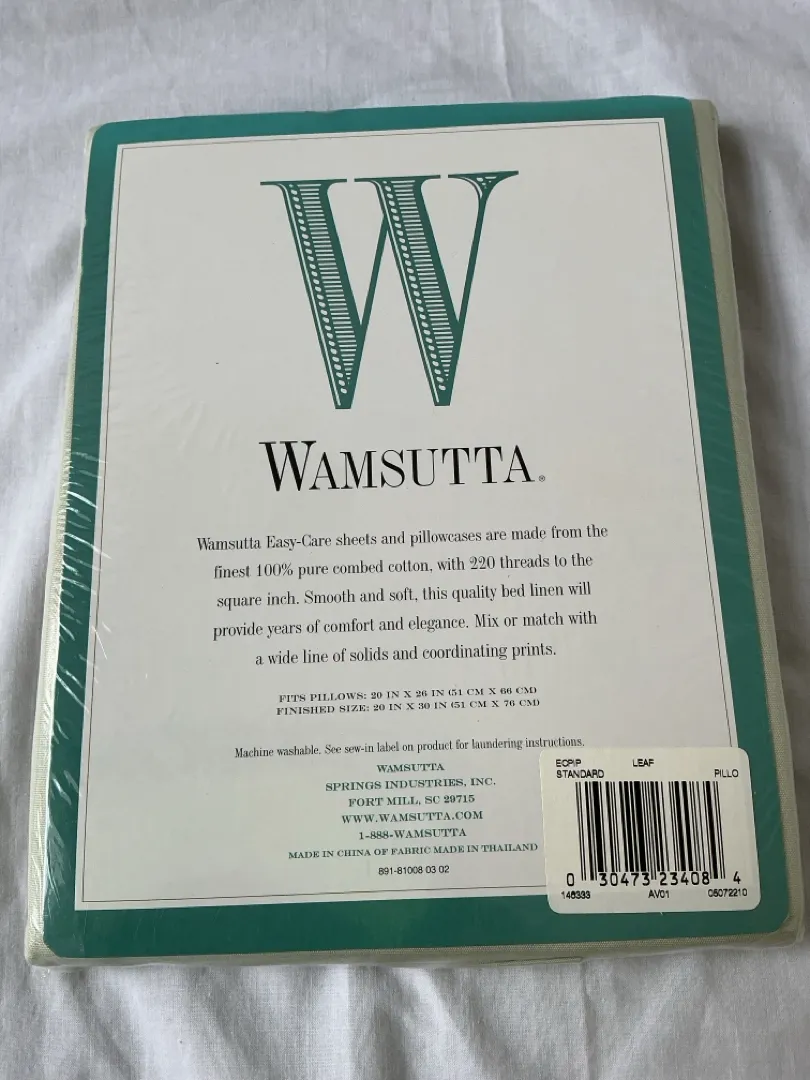 W
WAMSUTTA®
Wamsutta Easy-Care sheets and pillowcases are made from the
finest 100% pure combed cotton, with 220 threads to the
square inch. Smooth and soft, this quality bed linen will
provide years of comfort and elegance. Mix or match with
a wide line of solids and coordinating prints.
FITS PILLOWS: 20 IN X 26 IN (51 CM X 66 CM)
FINISHED SIZE: 20 IN X 30 IN (51 CM X 76 CM)
Machine washable. See sew-in label on product for laundering instructions.
WAMSUTTA
SPRINGS INDUSTRIES, INC.
FORT MILL, SC 29715
WWW.WAMSUTTA.COM
1-888-WAMSUTTA
MADE IN CHINA OF FABRIC MADE IN THAILAND
891-81008 03 02
ECPIP LEAF
STANDARD PILLO
0 30473 23408 4
146333 AV01 05072210